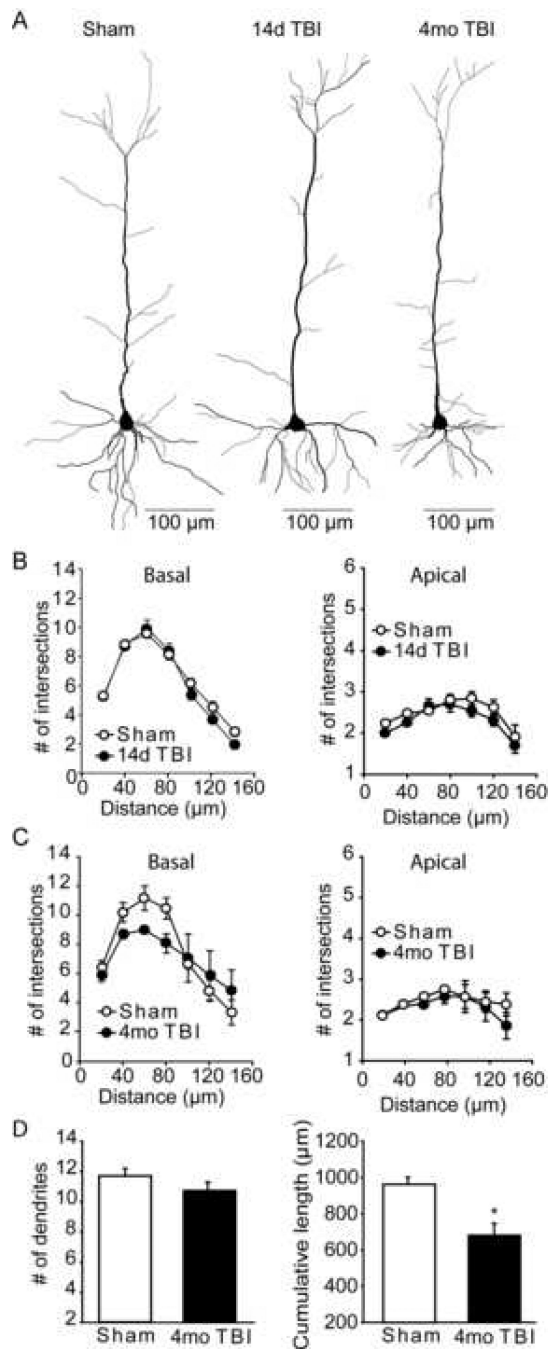 A
Sham 14d TBI 4mo TBI
100 µm 100 µm 100 µm
B
Basal
# of intersections
14
12
10
8
6
4
2
0
Sham
14d TBI
0 40 80 120 160
Distance (µm)
Apical
# of intersections
6
5
4
3
2
1
Sham
14d TBI
0 40 80 120 160
Distance (µm)
C
Basal
# of intersections
14
12
10
8
6
4
2
0
Sham
4mo TBI
0 40 80 120 160
Distance (µm)
Apical
# of intersections
6
5
4
3
2
1
Sham
4mo TBI
0 40 80 120 160
Distance (µm)
D
# of dendrites
14
12
10
8
6
4
2
Sham 4mo TBI
Cumulative length (µm)
1200
1000
800
600
400
200
*
Sham 4mo TBI